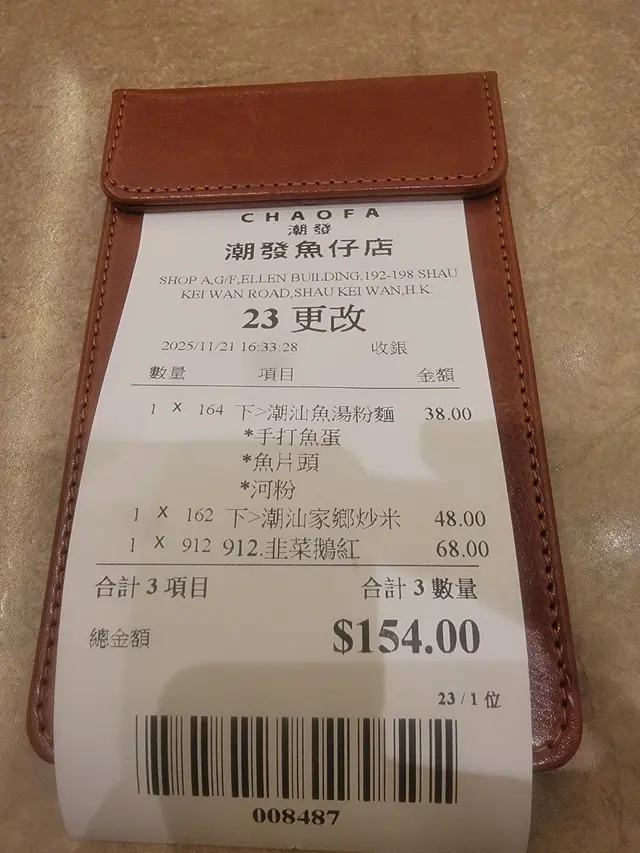 CHAOFA
潮發
潮發魚仔店
SHOP A,G/F,ELLEN BUILDING,192-198 SHAU
KEI WAN ROAD,SHAU KEI WAN,H.K.
23 更改
2025/11/21 16:33:28 收銀
數量 項目 金額
1 X 164 下>潮汕魚湯粉麵 38.00
*手打魚蛋
*魚片頭
*河粉
1 X 162 下>潮汕家鄉炒米 48.00
1 X 912 912.韭菜鵝紅 68.00
合計 3 項目 合計 3 數量
總金額 $154.00
23 / 1 位
008487